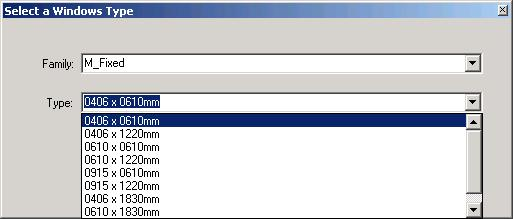 Select a Windows Type
Family: M_Fixed
Type: 0406 x 0610mm
0406 x 0610mm
0406 x 1220mm
0610 x 0610mm
0610 x 1220mm
0915 x 0610mm
0915 x 1220mm
0406 x 1830mm
0610 x 1830mm